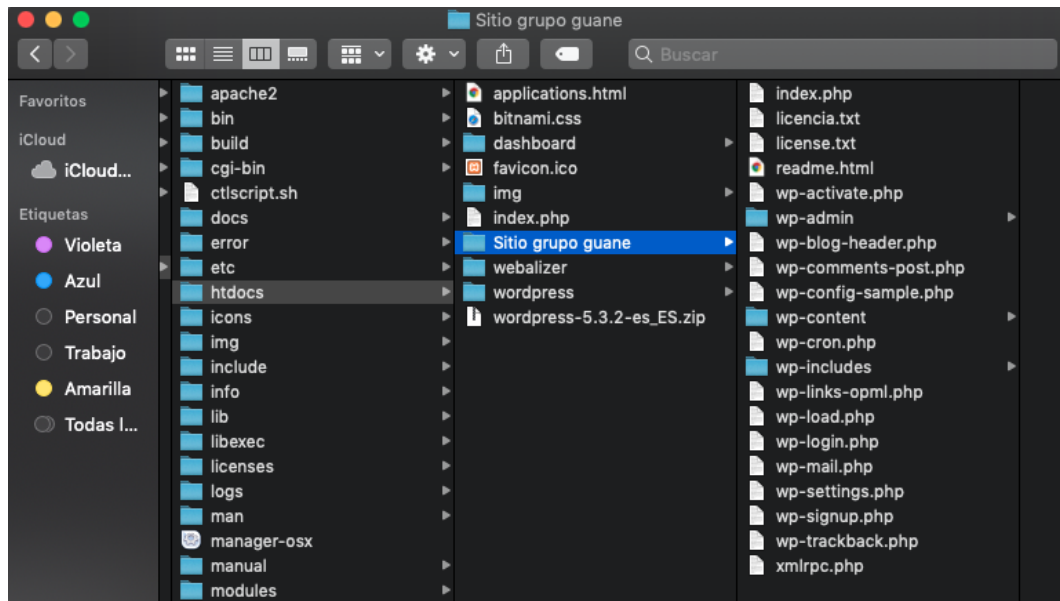 Sitio grupo guane
Buscar
Favoritos
iCloud
iCloud...
Etiquetas
Violeta
Azul
Personal
Trabajo
Amarilla
Todas l...
apache2
bin
build
cgi-bin
ctlscript.sh
docs
error
etc
htdocs
icons
img
include
info
lib
libexec
licenses
logs
man
manager-osx
manual
modules
applications.html
bitnami.css
dashboard
favicon.ico
img
index.php
Sitio grupo guane
webalizer
wordpress
wordpress-5.3.2-es_ES.zip
index.php
licencia.txt
license.txt
readme.html
wp-activate.php
wp-admin
wp-blog-header.php
wp-comments-post.php
wp-config-sample.php
wp-content
wp-cron.php
wp-includes
wp-links-opml.php
wp-load.php
wp-login.php
wp-mail.php
wp-settings.php
wp-signup.php
wp-trackback.php
xmlrpc.php